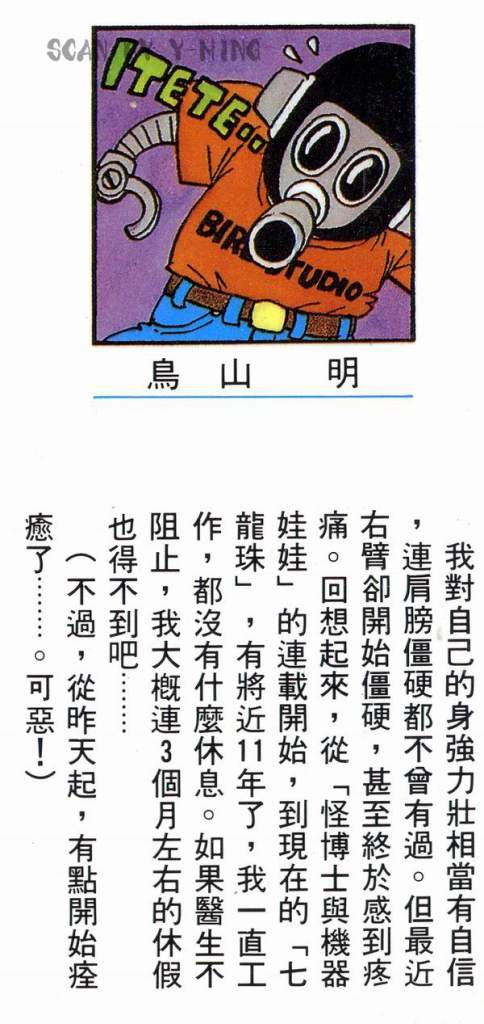 SCAN BY Y-MING
ITETE..
BIRD STUDIO
鳥山 明
我對自己的身強力壯相當有自信
，連肩膀僵硬都不曾有過。但最近
右臂卻開始僵硬，甚至終於感到疼
痛。回想起來，從「怪博士與機器
娃娃」的連載開始，到現在的「七
龍珠」，有將近11年了，我一直工
作，都沒有什麼休息。如果醫生不
阻止，我大概連3個月左右的休假
也得不到吧………
（不過，從昨天起，有點開始痊
癒了………。可惡！）